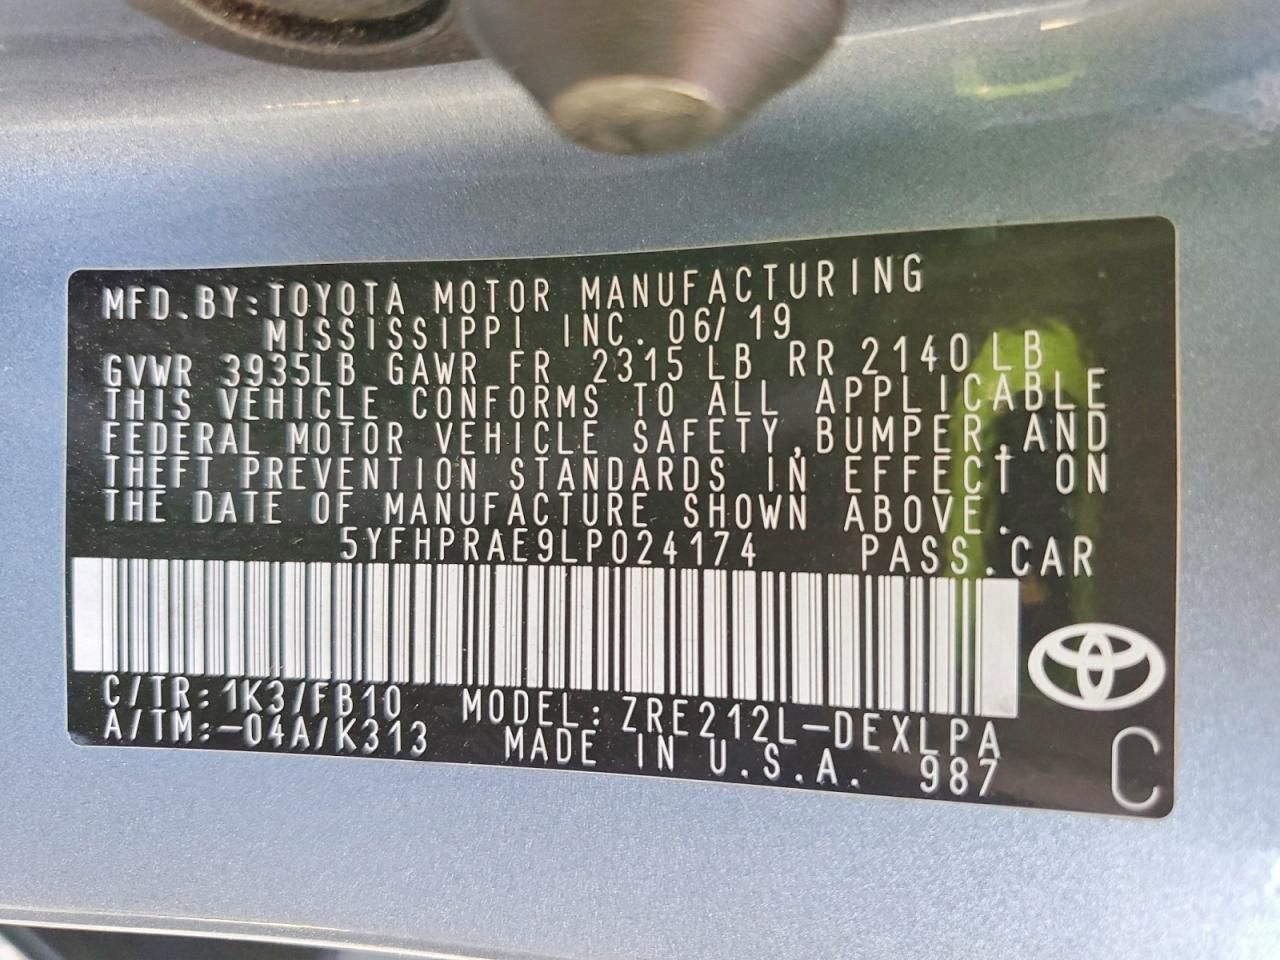 MFD.BY:TOYOTA MOTOR MANUFACTURING
MISSISSIPPI, INC. 06/19
GVWR 3935LB GAWR FR 2315LB RR 2140LB
THIS VEHICLE CONFORMS TO ALL APPLICABLE
FEDERAL MOTOR VEHICLE SAFETY,BUMPER,AND
THEFT PREVENTION STANDARDS IN EFFECT ON
THE DATE OF MANUFACTURE SHOWN ABOVE.
5YFHPRAE9LP024174 PASS.CAR
C/TR:1K3/FB10 MODEL:ZRE212L-DEXLPA
A/TM:-04A/K313 MADE IN U.S.A. 987
C